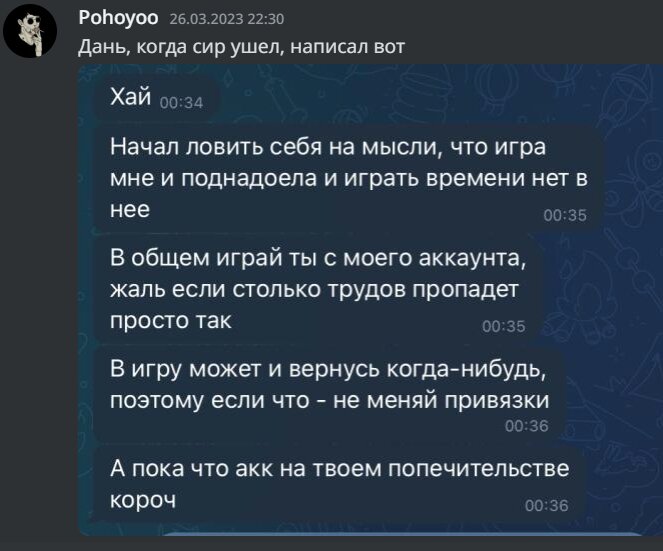 Pohoyoo 26.03.2023 22:30
Дань, когда сир ушел, написал вот
Хай 00:34
Начал ловить себя на мысли, что игра
мне и поднадоела и играть времени нет в
нее 00:35
В общем играй ты с моего аккаунта,
жаль если столько трудов пропадет
просто так 00:35
В игру может и вернусь когда-нибудь,
поэтому если что - не меняй привязки
00:36
А пока что акк на твоем попечительстве
короч 00:36